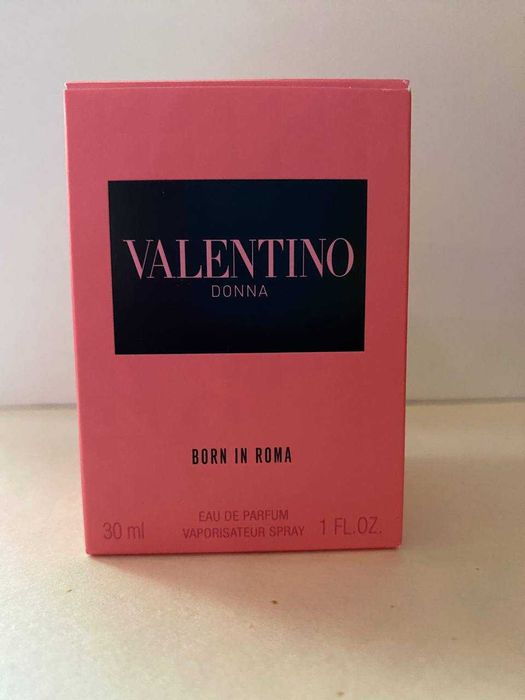 VALENTINO
DONNA
BORN IN ROMA
EAU DE PARFUM
30 ml VAPORISATEUR SPRAY 1 FL.OZ.